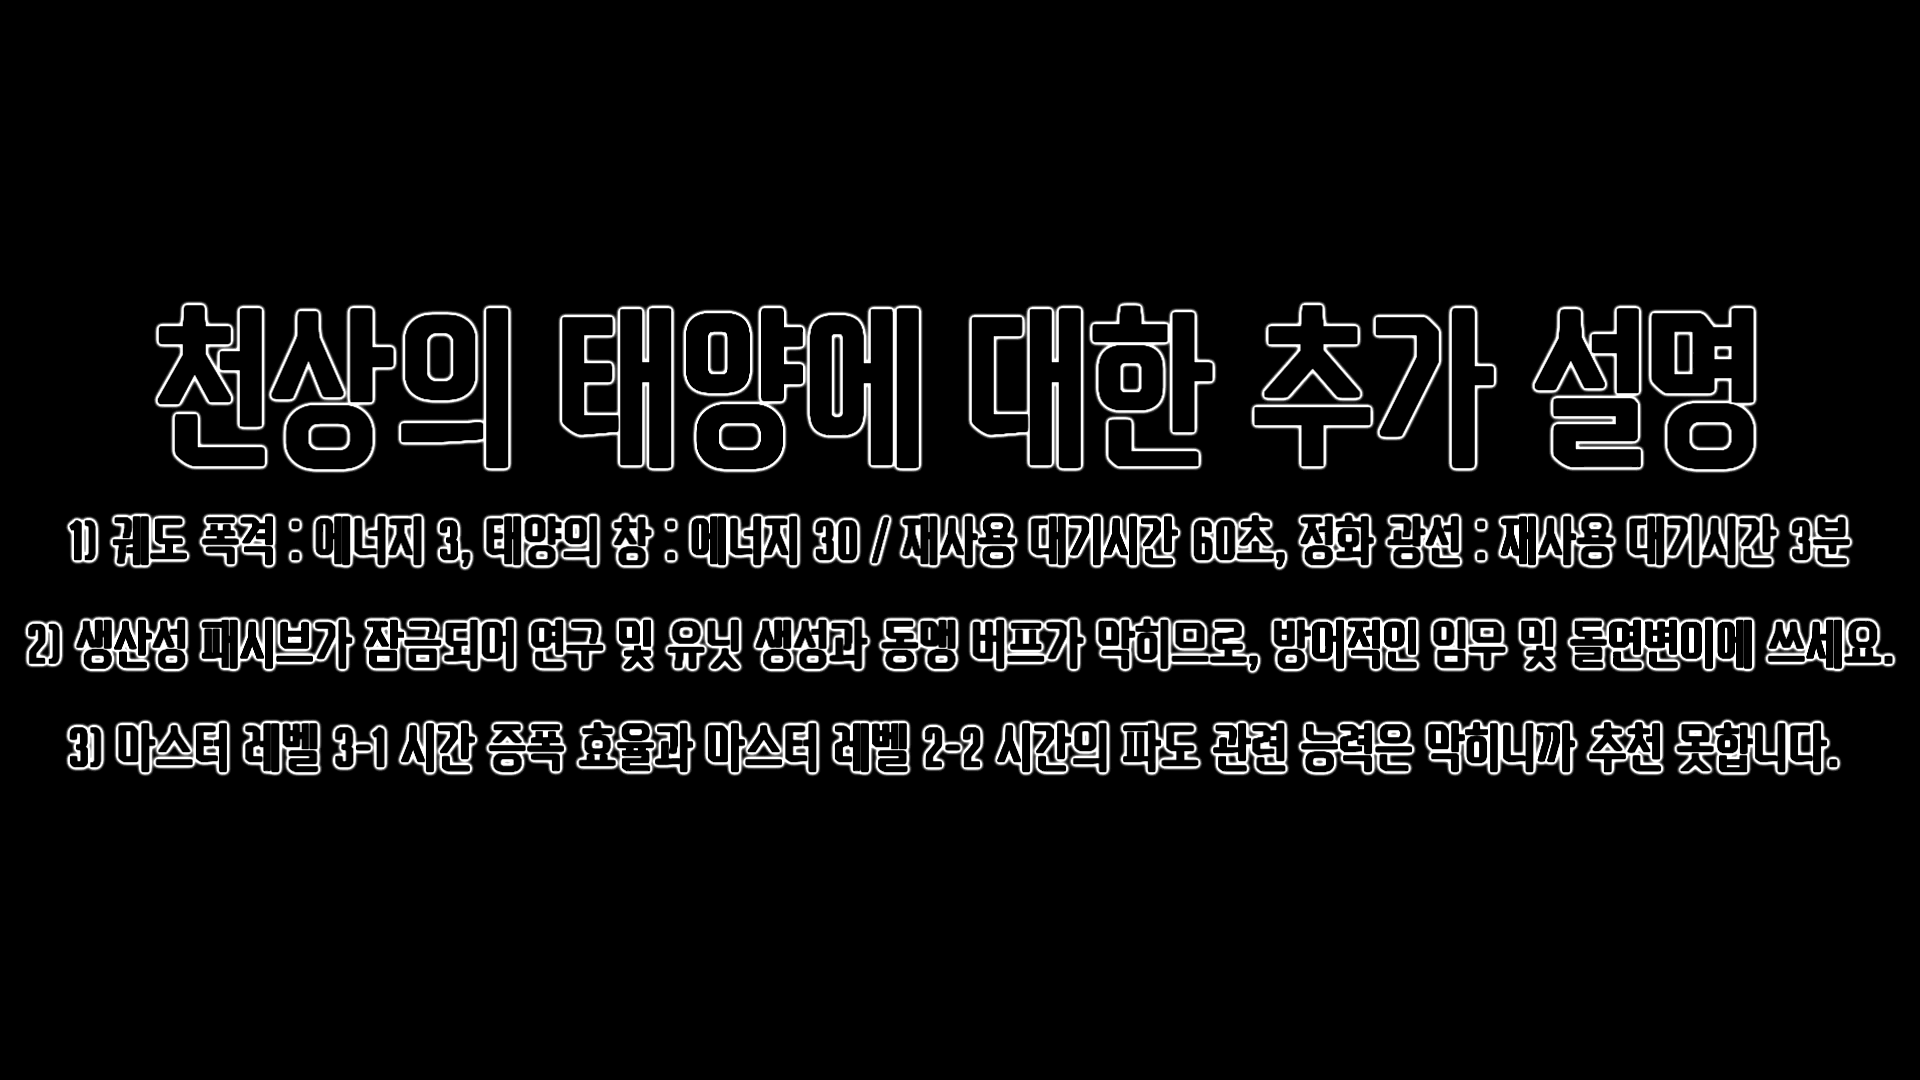 천상의 태양에 대한 추가 설명
1) 궤도 폭격 : 에너지 3, 태양의 창 : 에너지 30 / 재사용 대기시간 60초, 정화 광선 : 재사용 대기시간 3분
2) 생산성 패시브가 잠금되어 연구 및 유닛 생성과 동맹 버프가 막히므로, 방어적인 임무 및 돌연변이에 쓰세요.
3) 마스터 레벨 3-1 시간 증폭 효율과 마스터 레벨 2-2 시간의 파도 관련 능력은 막히니까 추천 못합니다.